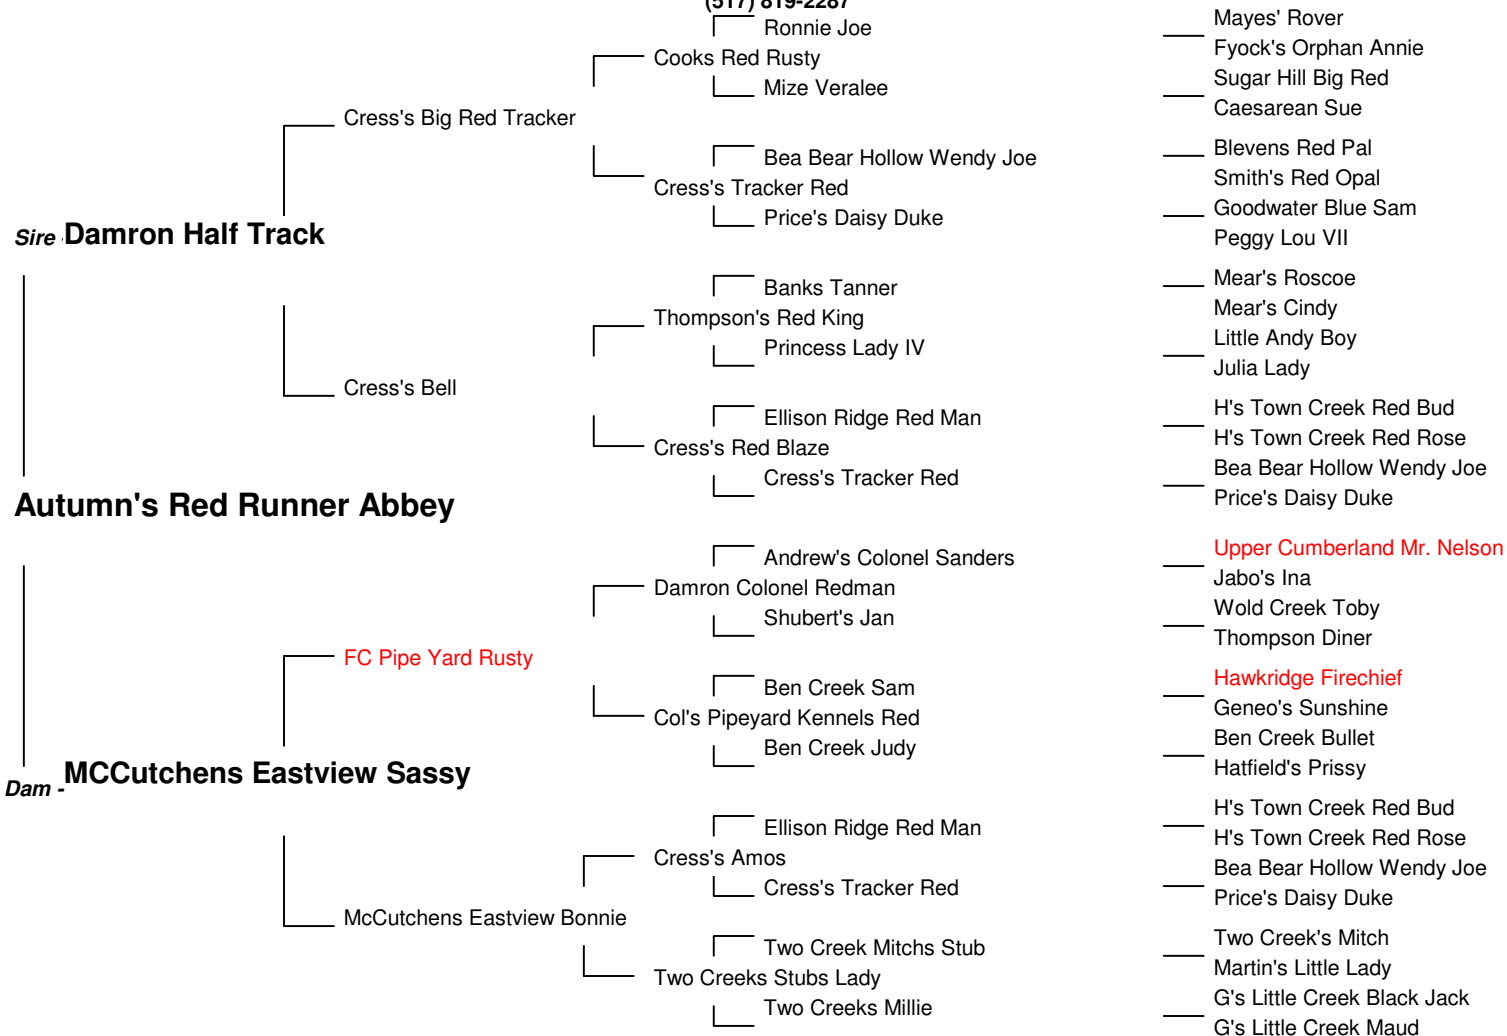 (517) 819-2287
Ronnie Joe
Mayes' Rover
Fyock's Orphan Annie
Cooks Red Rusty
Sugar Hill Big Red
Mize Veralee
Caesarean Sue
Cress's Big Red Tracker
Blevens Red Pal
Bea Bear Hollow Wendy Joe
Smith's Red Opal
Cress's Tracker Red
Goodwater Blue Sam
Price's Daisy Duke
Peggy Lou VII
Sire - Damron Half Track
Mear's Roscoe
Banks Tanner
Mear's Cindy
Thompson's Red King
Little Andy Boy
Princess Lady IV
Julia Lady
Cress's Bell
H's Town Creek Red Bud
Ellison Ridge Red Man
H's Town Creek Red Rose
Cress's Red Blaze
Bea Bear Hollow Wendy Joe
Cress's Tracker Red
Price's Daisy Duke
Autumn's Red Runner Abbey
Upper Cumberland Mr. Nelson
Andrew's Colonel Sanders
Jabo's Ina
Damron Colonel Redman
Wold Creek Toby
Shubert's Jan
Thompson Diner
FC Pipe Yard Rusty
Hawkridge Firechief
Ben Creek Sam
Geneo's Sunshine
Col's Pipeyard Kennels Red
Ben Creek Bullet
Ben Creek Judy
Hatfield's Prissy
Dam - MCCutchens Eastview Sassy
H's Town Creek Red Bud
Ellison Ridge Red Man
H's Town Creek Red Rose
Cress's Amos
Bea Bear Hollow Wendy Joe
Cress's Tracker Red
Price's Daisy Duke
McCutchens Eastview Bonnie
Two Creek's Mitch
Two Creek Mitchs Stub
Martin's Little Lady
Two Creeks Stubs Lady
G's Little Creek Black Jack
Two Creeks Millie
G's Little Creek Maud